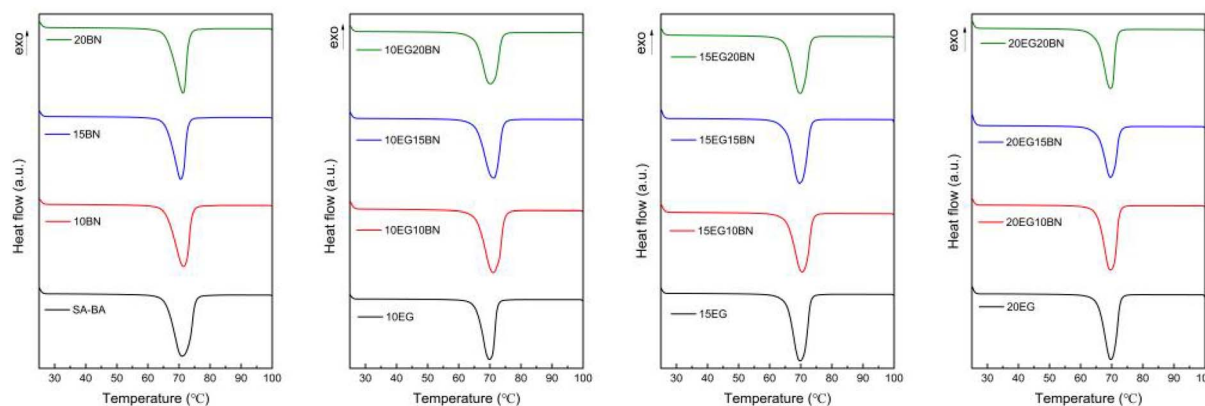 exo
Heat flow (a.u.)
20BN
15BN
10BN
SA-BA
30 40 50 60 70 80 90 100
Temperature (℃)
exo
Heat flow (a.u.)
10EG20BN
10EG15BN
10EG10BN
10EG
30 40 50 60 70 80 90 100
Temperature (℃)
exo
Heat flow (a.u.)
15EG20BN
15EG15BN
15EG10BN
15EG
30 40 50 60 70 80 90 100
Temperature (℃)
exo
Heat flow (a.u.)
20EG20BN
20EG15BN
20EG10BN
20EG
30 40 50 60 70 80 90 100
Temperature (℃)